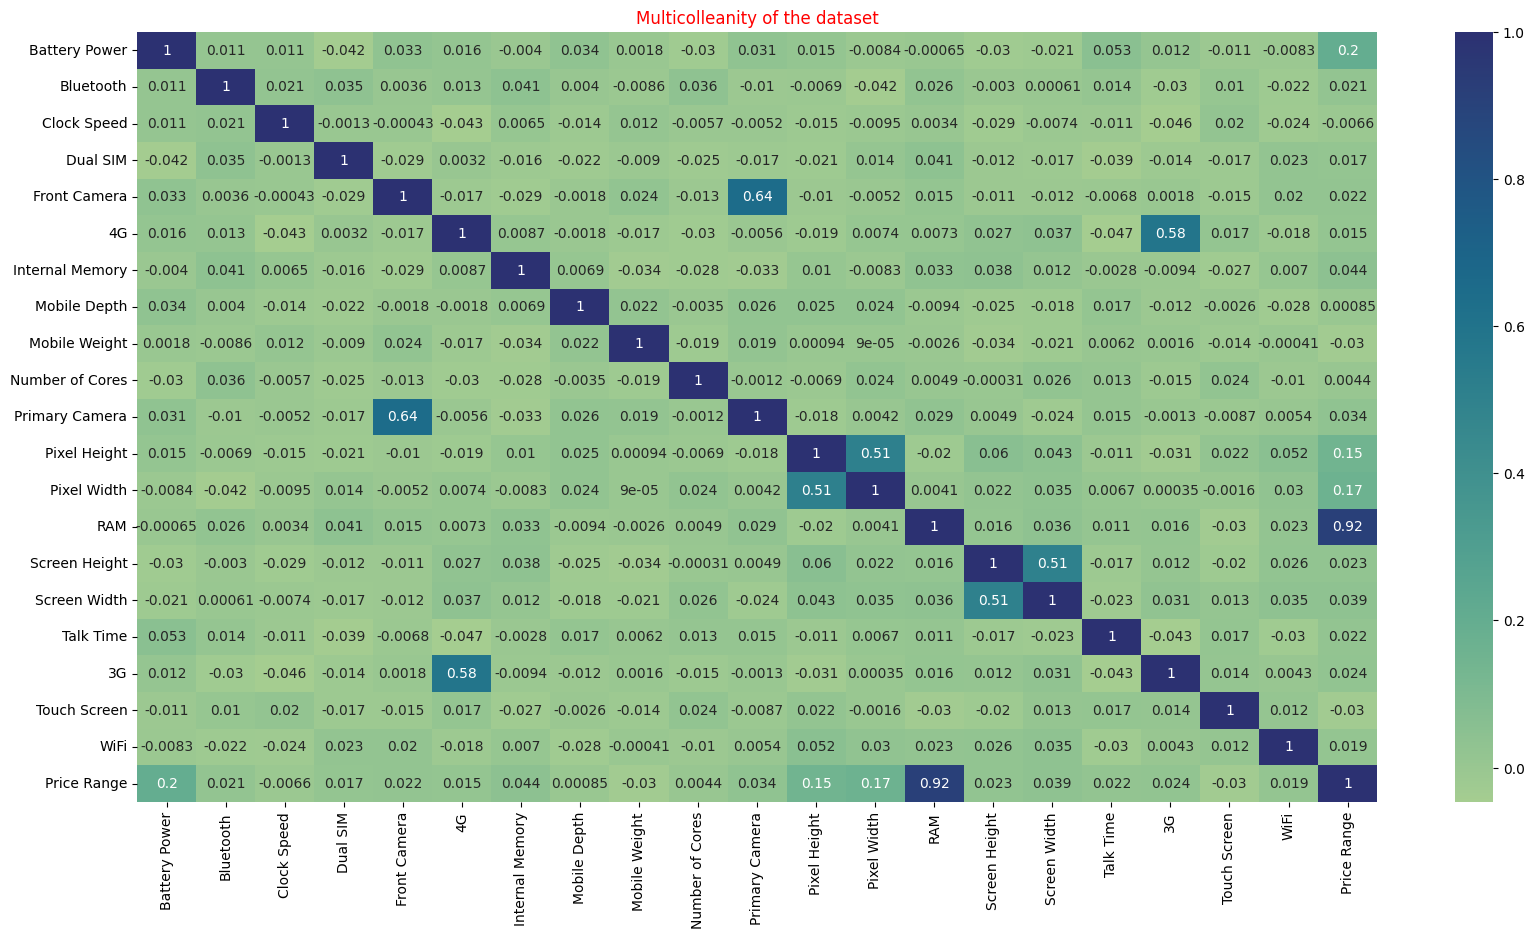 Multicolleanity of the dataset
Battery Power 1 0.011 0.011 -0.042 0.033 0.016 -0.004 0.034 0.0018 -0.03 0.031 0.015 -0.0084 -0.00065 -0.03 -0.021 0.053 0.012 -0.011 -0.0083 0.2
Bluetooth 0.011 1 0.021 0.035 0.0036 0.013 0.041 0.004 -0.0086 0.036 -0.01 -0.0069 -0.042 0.026 -0.003 0.00061 0.014 -0.03 0.01 -0.022 0.021
Clock Speed 0.011 0.021 1 -0.0013 -0.00043 -0.043 0.0065 -0.014 0.012 -0.0057 -0.0052 -0.015 -0.0095 0.0034 -0.029 -0.0074 -0.011 -0.046 0.02 -0.024 -0.0066
Dual SIM -0.042 0.035 -0.0013 1 -0.029 0.0032 -0.016 -0.022 -0.009 -0.025 -0.017 -0.021 0.014 0.041 -0.012 -0.017 -0.039 -0.014 -0.017 0.023 0.017
Front Camera 0.033 0.0036 -0.00043 -0.029 1 -0.017 -0.029 -0.0018 0.024 -0.013 0.64 -0.01 -0.0052 0.015 -0.011 -0.012 -0.0068 0.0018 -0.015 0.02 0.022
4G 0.016 0.013 -0.043 0.0032 -0.017 1 0.0087 -0.0018 -0.017 -0.03 -0.0056 -0.019 0.0074 0.0073 0.027 0.037 -0.047 0.58 0.017 -0.018 0.015
Internal Memory -0.004 0.041 0.0065 -0.016 -0.029 0.0087 1 0.0069 -0.034 -0.028 -0.033 0.01 -0.0083 0.033 0.038 0.012 -0.0028 -0.0094 -0.027 0.007 0.044
Mobile Depth 0.034 0.004 -0.014 -0.022 -0.0018 -0.0018 0.0069 1 0.022 -0.0035 0.026 0.025 0.024 -0.0094 -0.025 -0.018 0.017 -0.012 -0.0026 -0.028 0.00085
Mobile Weight 0.0018 -0.0086 0.012 -0.009 0.024 -0.017 -0.034 0.022 1 -0.019 0.019 0.00094 9e-05 -0.0026 -0.034 -0.021 0.0062 0.0016 -0.014 -0.00041 -0.03
Number of Cores -0.03 0.036 -0.0057 -0.025 -0.013 -0.03 -0.028 -0.0035 -0.019 1 -0.0012 -0.0069 0.024 0.0049 -0.00031 0.026 0.013 -0.015 0.024 -0.01 0.0044
Primary Camera 0.031 -0.01 -0.0052 -0.017 0.64 -0.0056 -0.033 0.026 0.019 -0.0012 1 -0.018 0.0042 0.029 0.0049 -0.024 0.015 -0.0013 -0.0087 0.0054 0.034
Pixel Height 0.015 -0.0069 -0.015 -0.021 -0.01 -0.019 0.01 0.025 0.00094 -0.0069 -0.018 1 0.51 -0.02 0.06 0.043 -0.011 -0.031 0.022 0.052 0.15
Pixel Width -0.0084 -0.042 -0.0095 0.014 -0.0052 0.0074 -0.0083 0.024 9e-05 0.024 0.0042 0.51 1 0.0041 0.022 0.035 0.0067 0.00035 -0.0016 0.03 0.17
RAM -0.00065 0.026 0.0034 0.041 0.015 0.0073 0.033 -0.0094 -0.0026 0.0049 0.029 -0.02 0.0041 1 0.016 0.036 0.011 0.016 -0.03 0.023 0.92
Screen Height -0.03 -0.003 -0.029 -0.012 -0.011 0.027 0.038 -0.025 -0.034 -0.00031 0.0049 0.06 0.022 0.016 1 0.51 -0.017 0.012 -0.02 0.026 0.023
Screen Width -0.021 0.00061 -0.0074 -0.017 -0.012 0.037 0.012 -0.018 -0.021 0.026 -0.024 0.043 0.035 0.036 0.51 1 -0.023 0.031 0.013 0.035 0.039
Talk Time 0.053 0.014 -0.011 -0.039 -0.0068 -0.047 -0.0028 0.017 0.0062 0.013 0.015 -0.011 0.0067 0.011 -0.017 -0.023 1 -0.043 0.017 -0.03 0.022
3G 0.012 -0.03 -0.046 -0.014 0.0018 0.58 -0.0094 -0.012 0.0016 -0.015 -0.0013 -0.031 0.00035 0.016 0.012 0.031 -0.043 1 0.014 0.0043 0.024
Touch Screen -0.011 0.01 0.02 -0.017 -0.015 0.017 -0.027 -0.0026 -0.014 0.024 -0.0087 0.022 -0.0016 -0.03 -0.02 0.013 0.017 0.014 1 0.012 -0.03
WiFi -0.0083 -0.022 -0.024 0.023 0.02 -0.018 0.007 -0.028 -0.00041 -0.01 0.0054 0.052 0.03 0.023 0.026 0.035 -0.03 0.0043 0.012 1 0.019
Price Range 0.2 0.021 -0.0066 0.017 0.022 0.015 0.044 0.00085 -0.03 0.0044 0.034 0.15 0.17 0.92 0.023 0.039 0.022 0.024 -0.03 0.019 1
Battery Power
Bluetooth
Clock Speed
Dual SIM
Front Camera
4G
Internal Memory
Mobile Depth
Mobile Weight
Number of Cores
Primary Camera
Pixel Height
Pixel Width
RAM
Screen Height
Screen Width
Talk Time
3G
Touch Screen
WiFi
Price Range
1.0
0.8
0.6
0.4
0.2
0.0